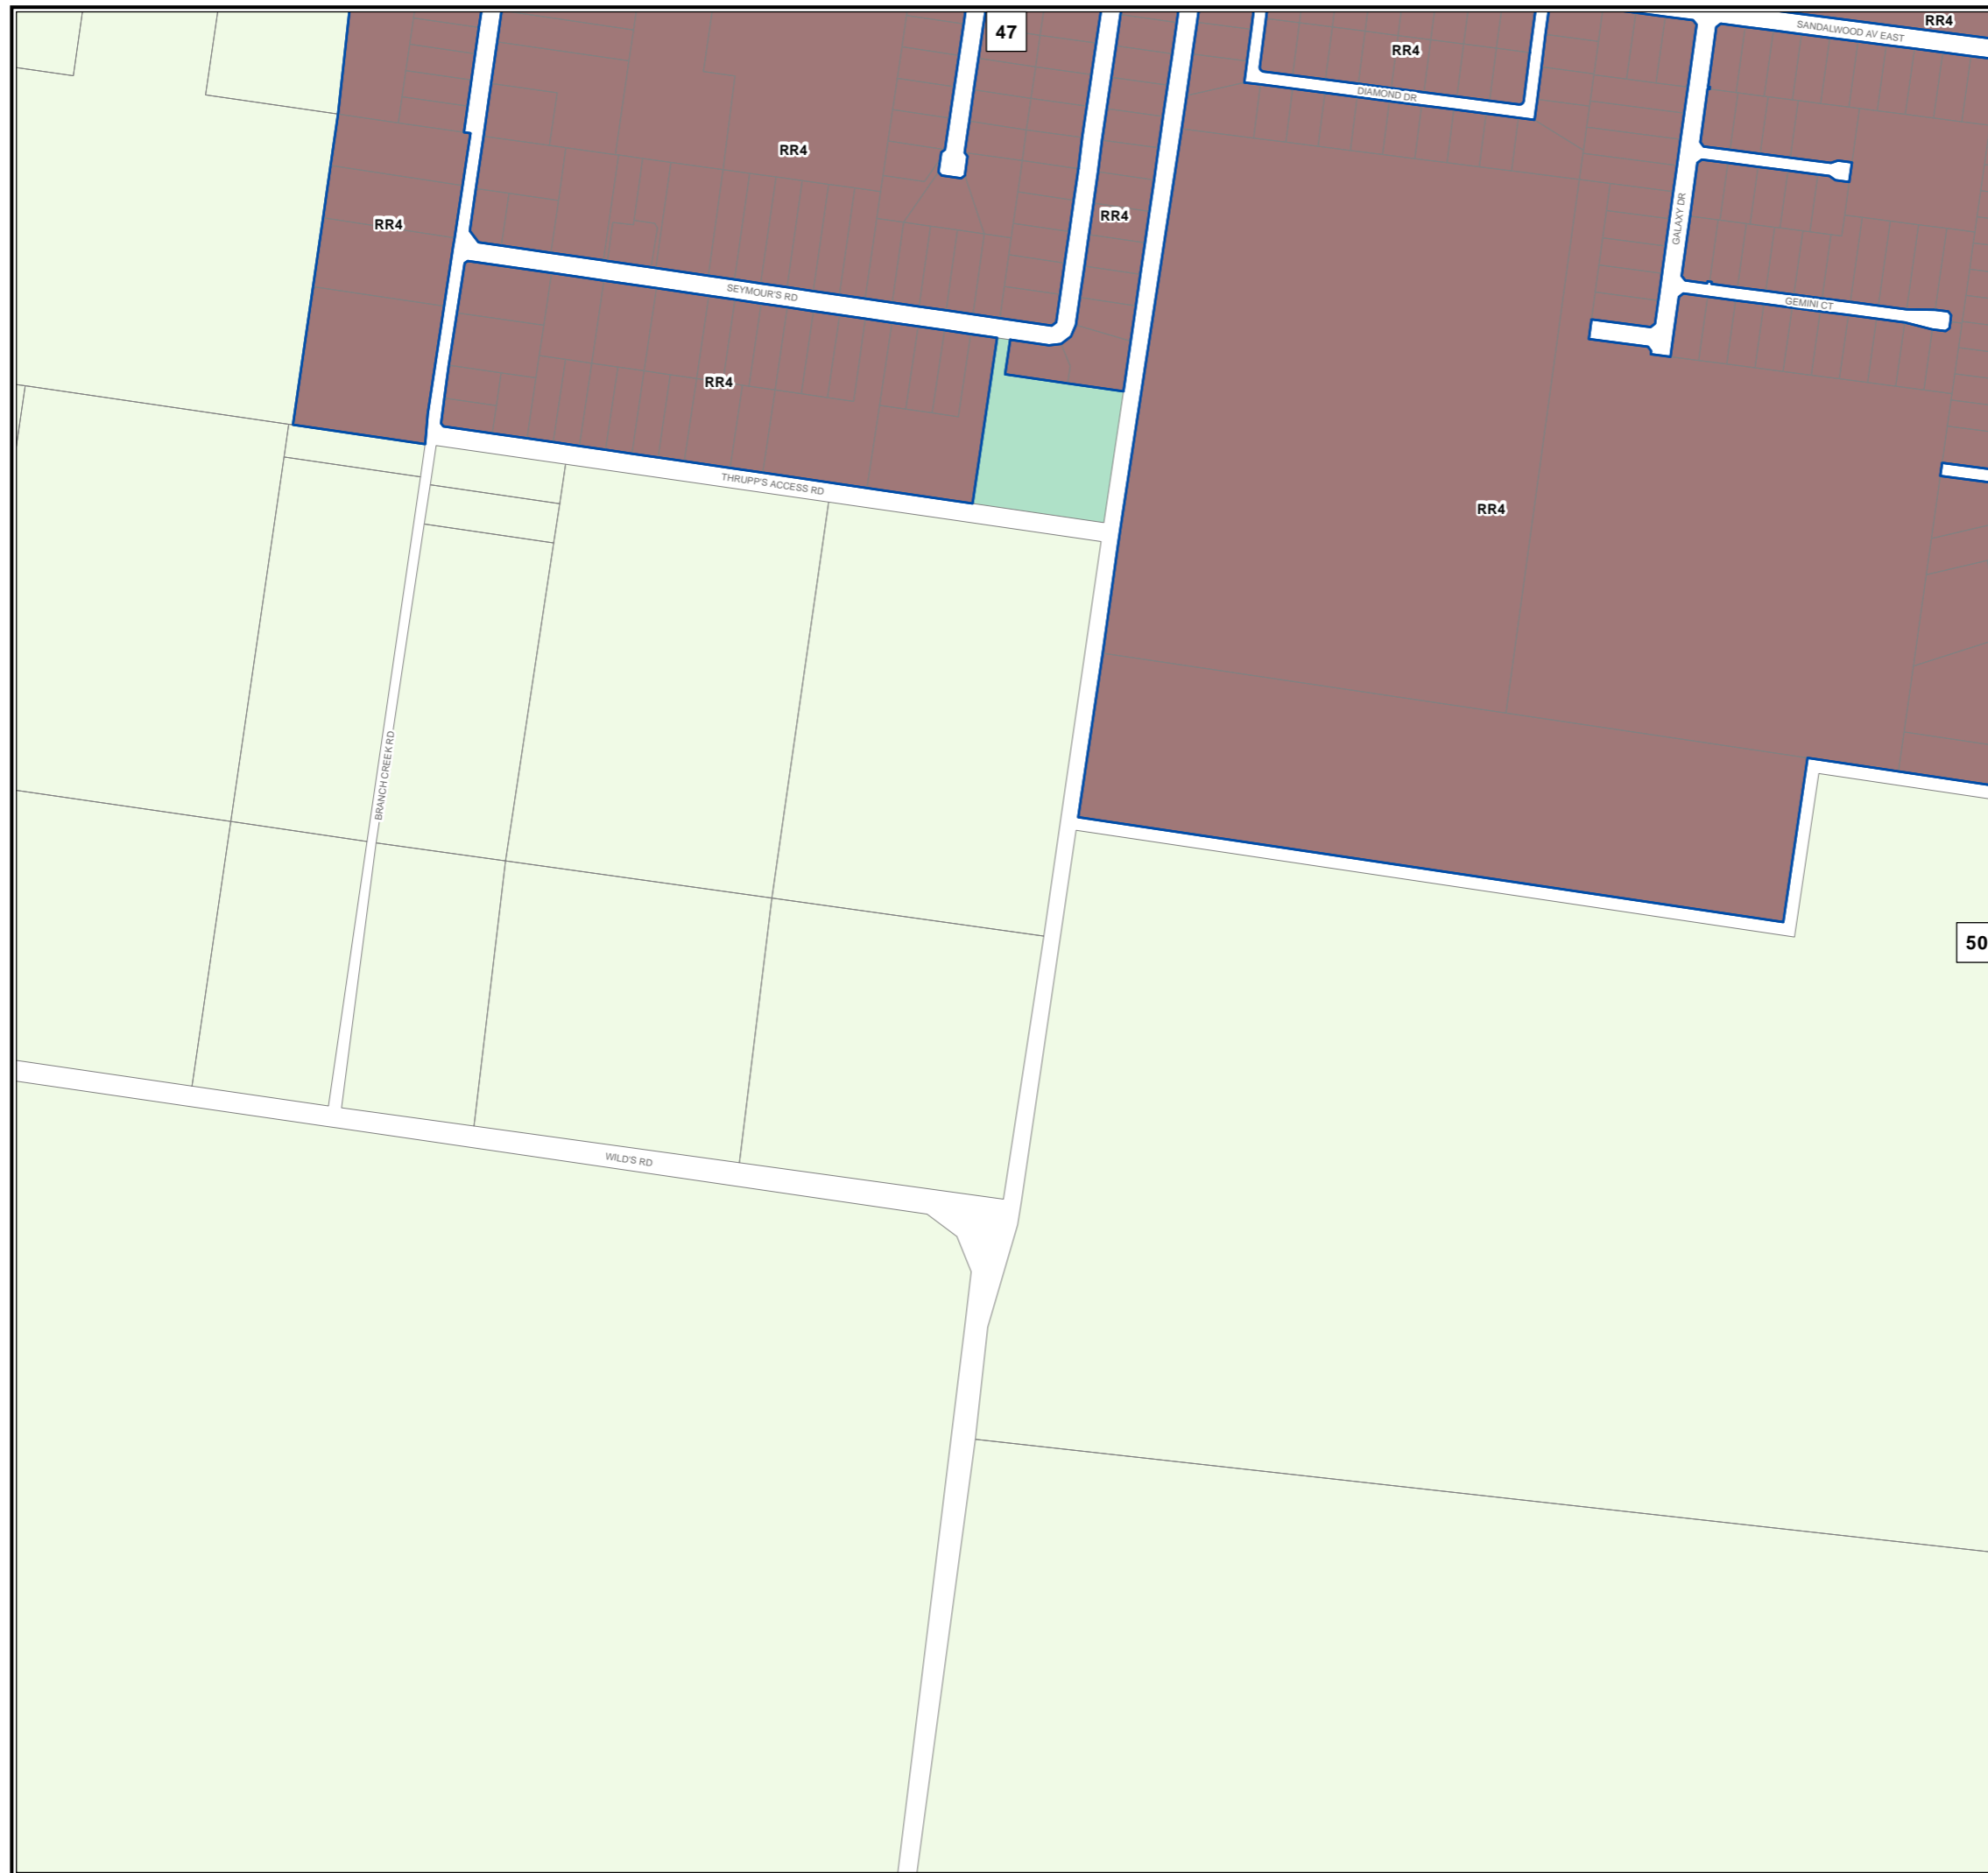 RR4
SANDALWOOD AV EAST
47
RR4
DIAMOND DR
RR4
RR4
RR4
GALAXY DR
SEYMOUR'S RD
GEMINI CT
RR4
THRUPP'S ACCESS RD
RR4
BRANCH CREEK RD
50
WILD'S RD